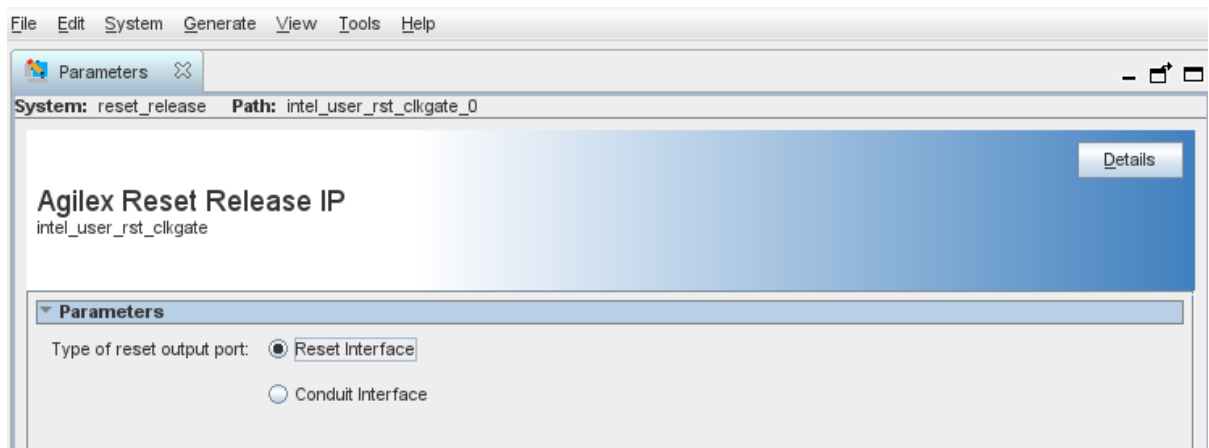 File Edit System Generate View Tools Help
Parameters
System: reset_release Path: intel_user_rst_clkgate_0
Details
Agilex Reset Release IP
intel_user_rst_clkgate
Parameters
Type of reset output port: Reset Interface
Conduit Interface